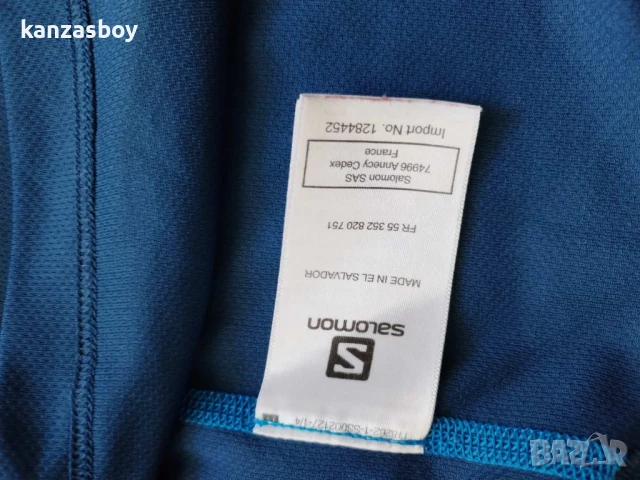 kanzasboy
salomon
MADE IN EL SALVADOR
FR 55 352 820 751
Salomon SAS
74996 Annecy Cedex
France
Import No. 1284452
BAZAR